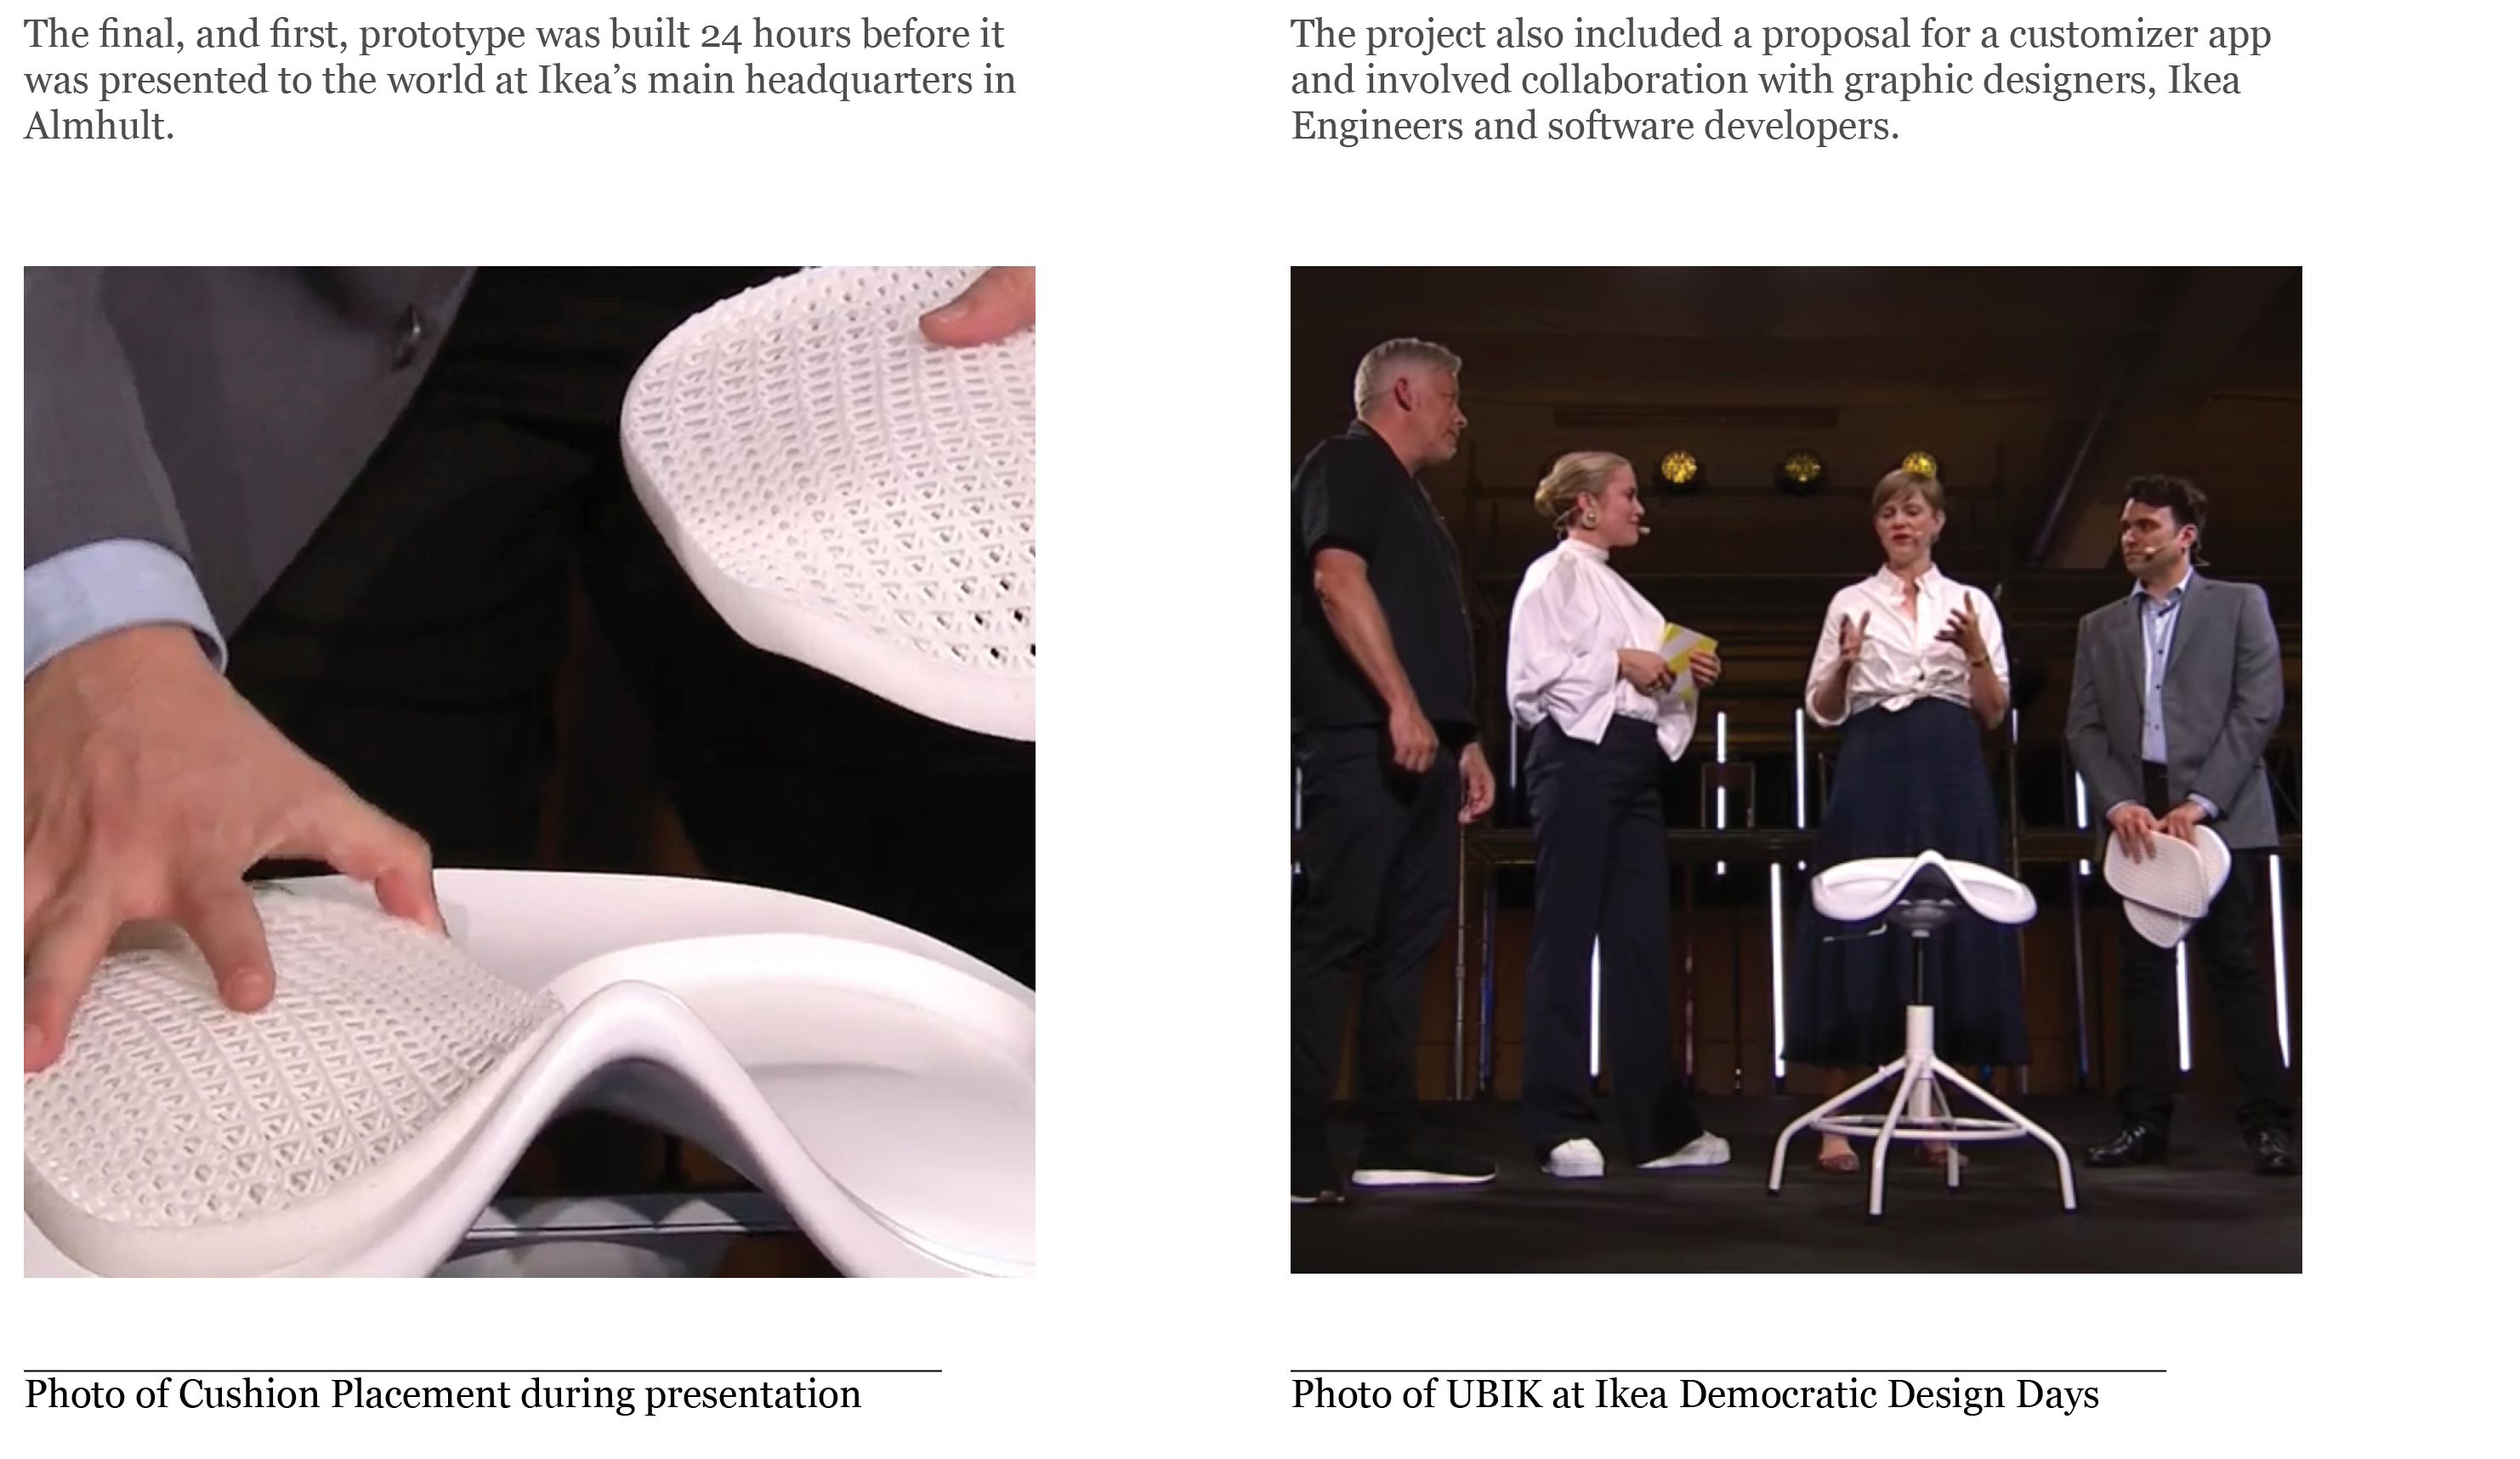 The final, and first, prototype was built 24 hours before it
was presented to the world at Ikea’s main headquarters in
Almhult.
The project also included a proposal for a customizer app
and involved collaboration with graphic designers, Ikea
Engineers and software developers.
Photo of Cushion Placement during presentation
Photo of UBIK at Ikea Democratic Design Days